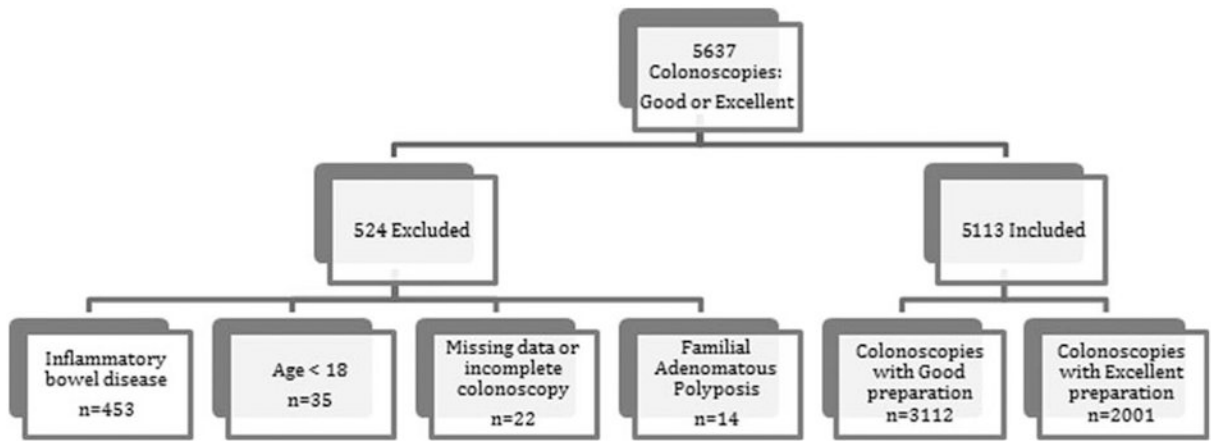 5637
Colonoscopies:
Good or Excellent
524 Excluded
5113 Included
Inflammatory
bowel disease
n=453
Age < 18
n=35
Missing data or
incomplete
colonoscopy
n=22
Familial
Adenomatous
Polyposis
n=14
Colonoscopies
with Good
preparation
n=3112
Colonoscopies
with Excellent
preparation
n=2001